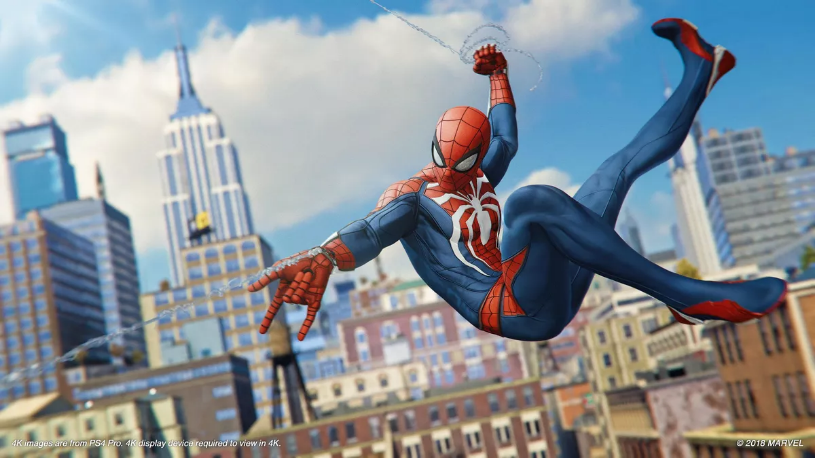 4K images are from PS4 Pro. 4K display device required to view in 4K.
© 2018 MARVEL